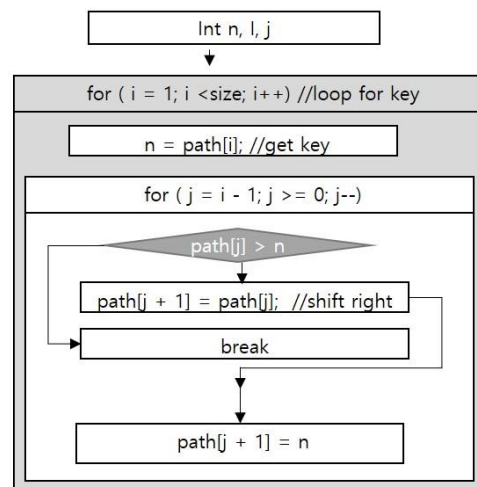 Int n, I, j
for ( i = 1; i <size; i++) //loop for key
n = path[i]; //get key
for ( j = i - 1; j >= 0; j--)
path[j] > n
path[j + 1] = path[j];  //shift right
break
path[j + 1] = n